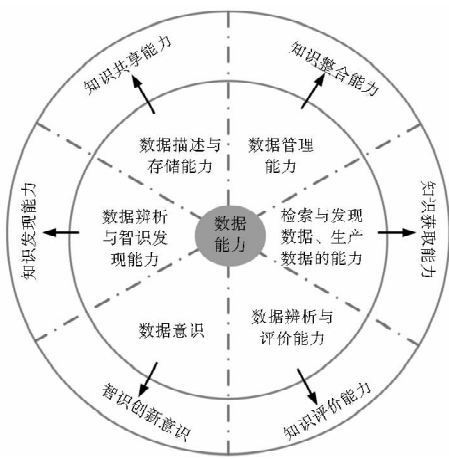 知识共享能力
知识整合能力
数据描述与
存储能力
数据管理
能力
知识发现能力
数据辨析
与智识发
现能力
数据
能力
检索与发现
数据、生产
数据的能力
知识获取能力
数据意识
数据辨析与
评价能力
智识创新意识
知识评价能力